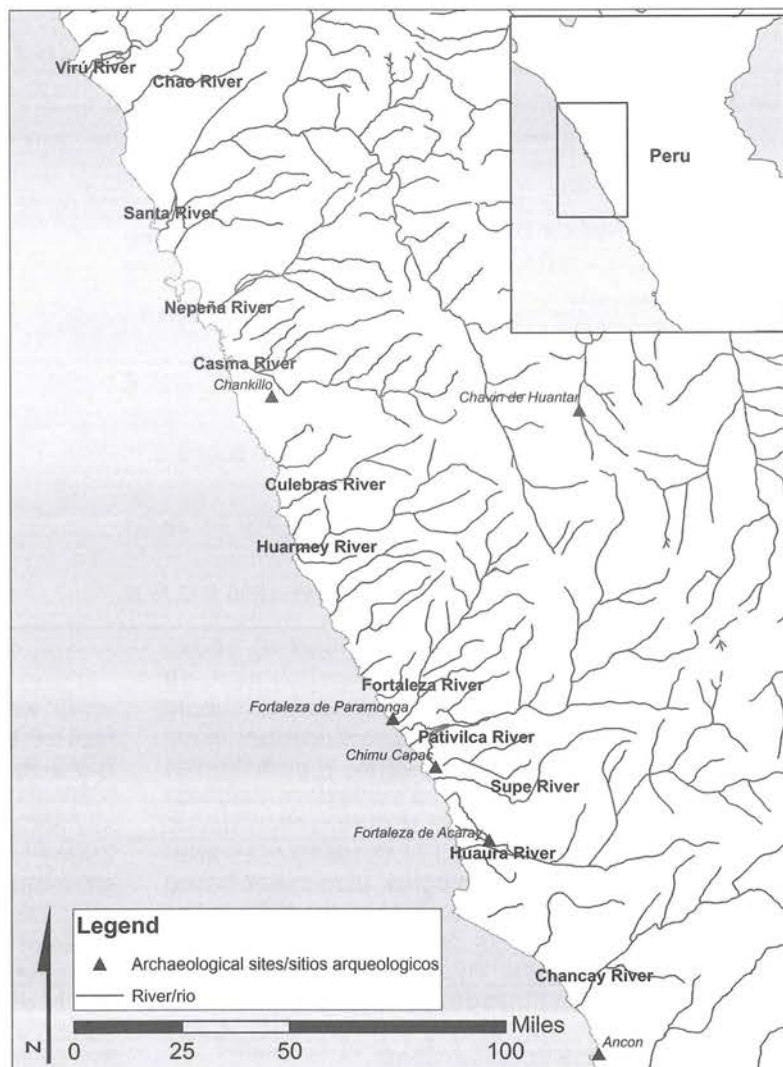 Virú River
Chao River
Peru
Santa River
Nepeña River
Casma River
Chankillo
Chavin de Huantar
Culebras River
Huarmey River
Fortaleza River
Fortaleza de Paramonga
Pativilca River
Chimu Capac
Supe River
Fortaleza de Acaray
Huaura River
Legend
Archaeological sites/sitios arqueologicos
River/rio
Chancay River
Miles
0 25 50 100
N
Ancon